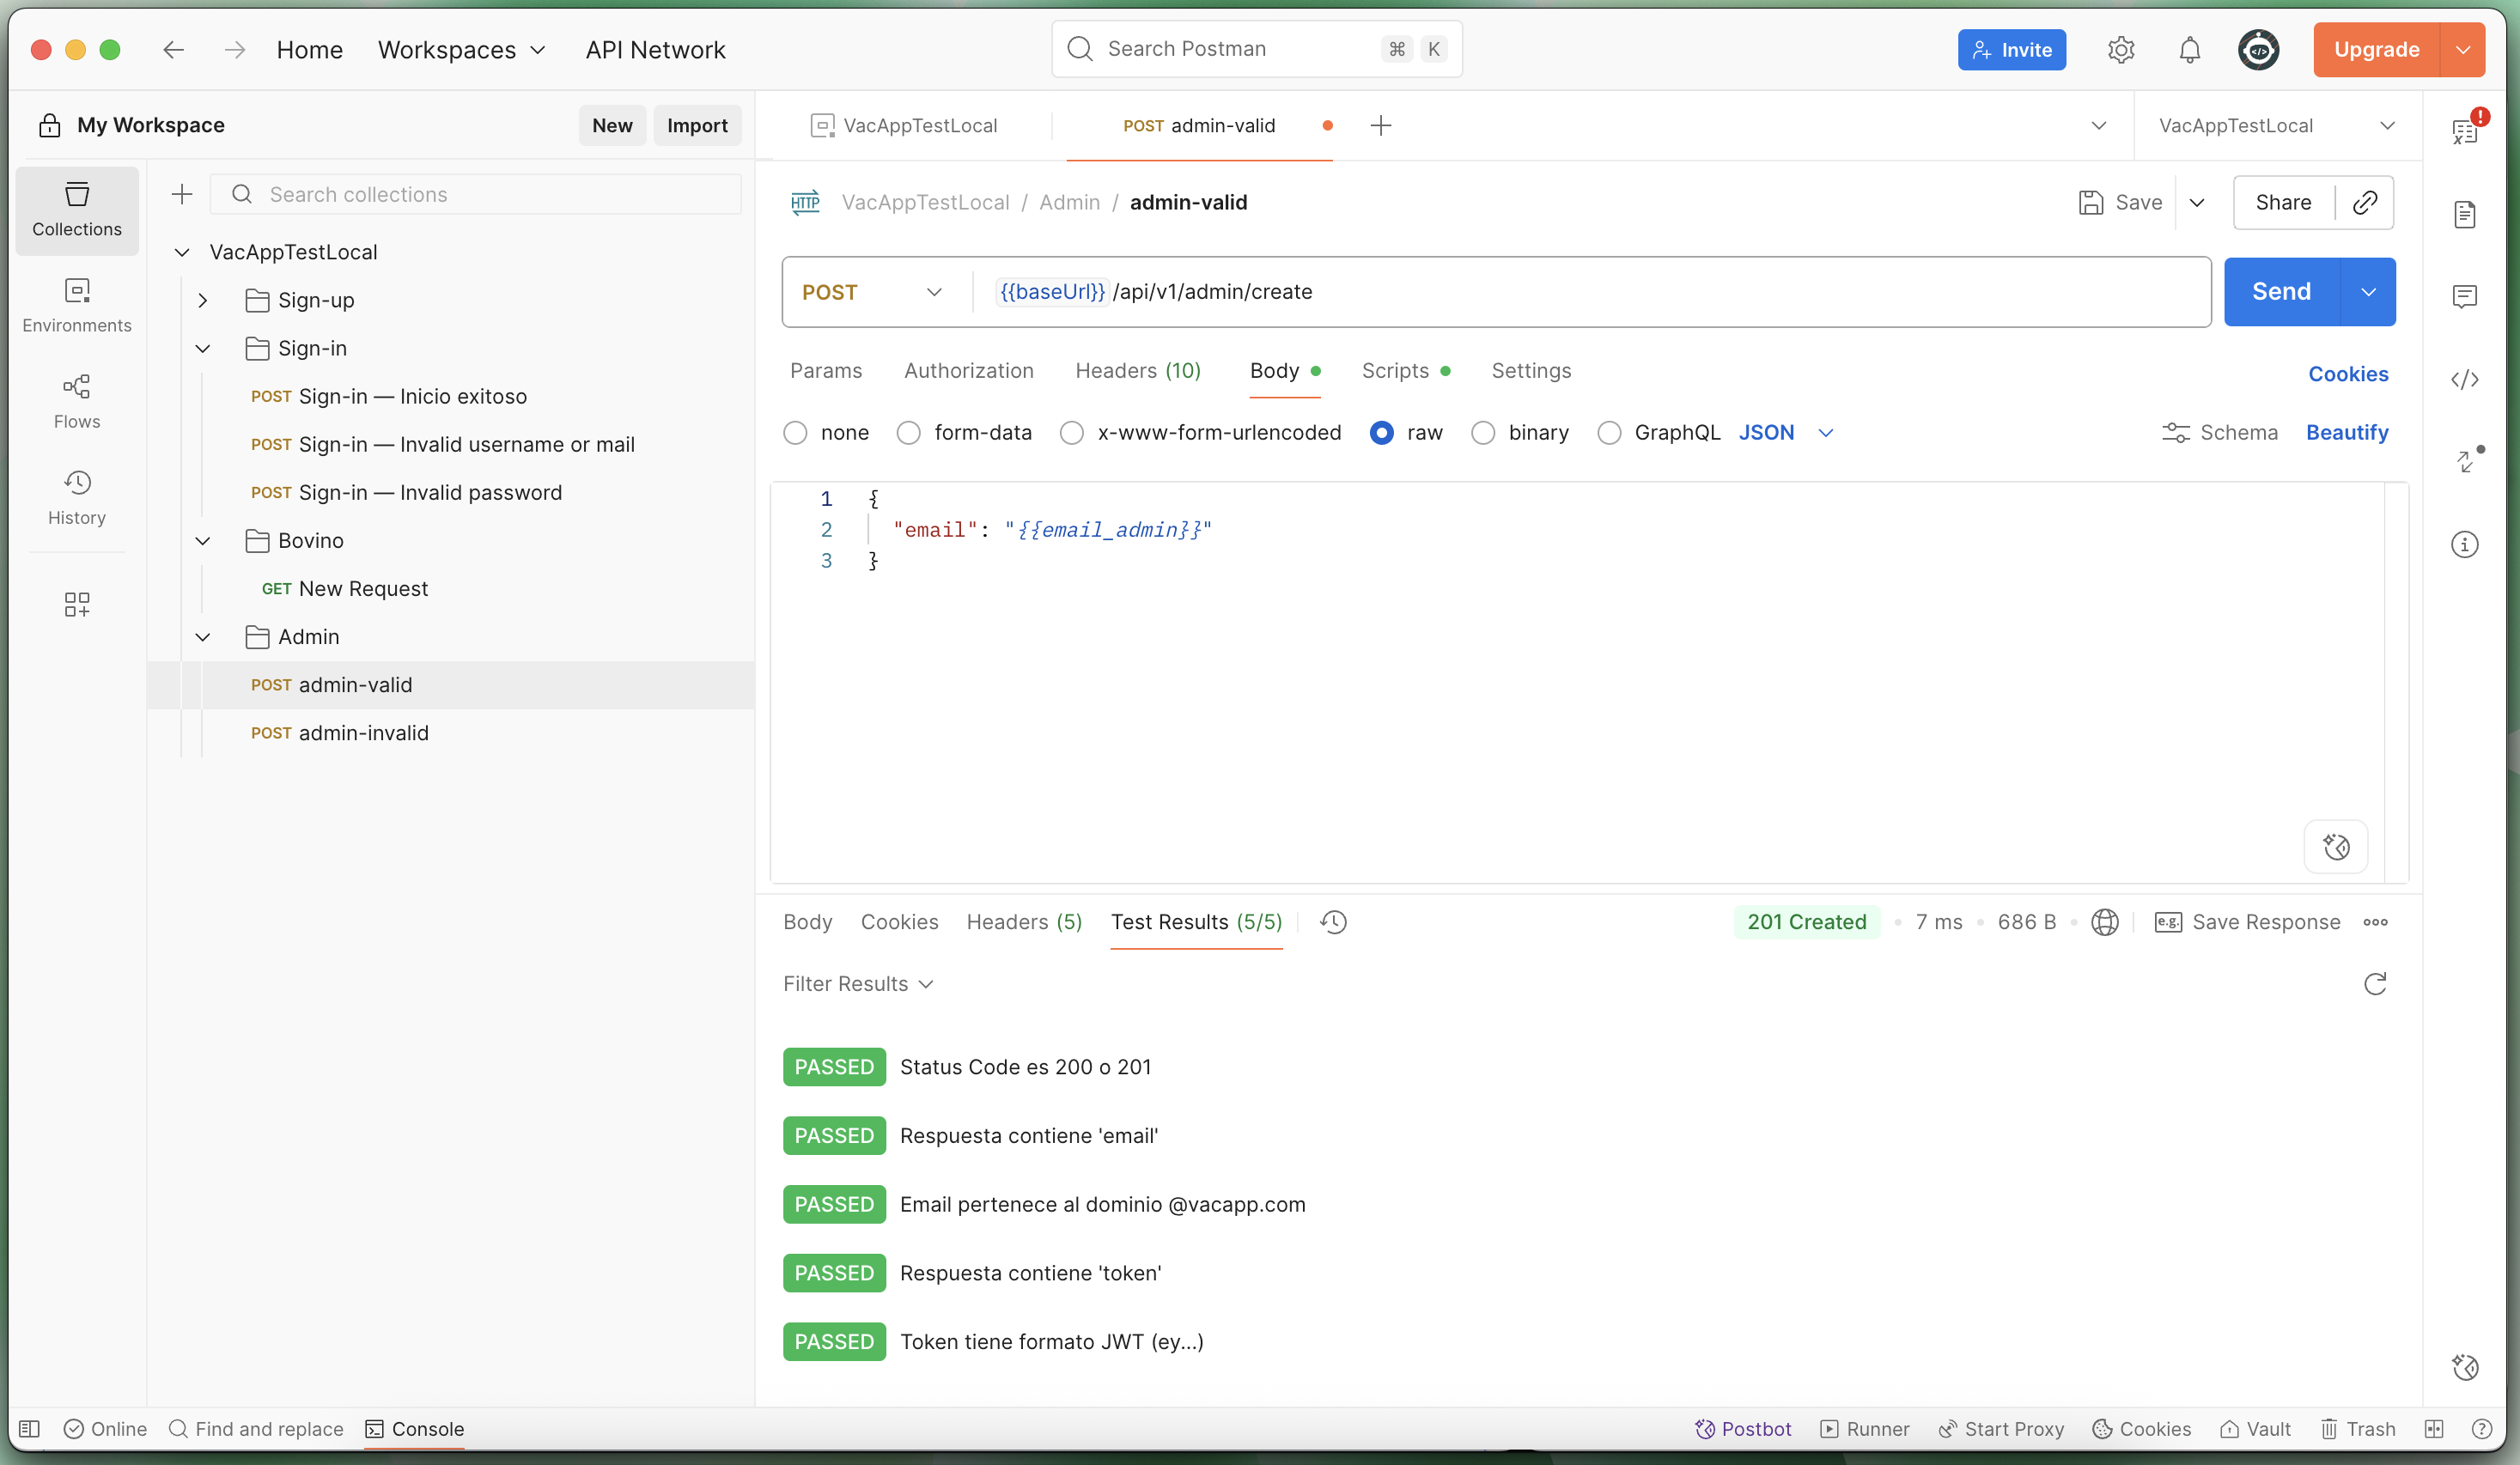 Home
Workspaces
API Network
Search Postman
⌘ K
Invite
Upgrade
My Workspace
New
Import
VacAppTestLocal
POST admin-valid
VacAppTestLocal
Collections
Environments
Flows
History
Search collections
VacAppTestLocal
Sign-up
Sign-in
POST Sign-in — Inicio exitoso
POST Sign-in — Invalid username or mail
POST Sign-in — Invalid password
Bovino
GET New Request
Admin
POST admin-valid
POST admin-invalid
HTTP VacAppTestLocal / Admin / admin-valid
Save
Share
POST {{baseUrl}}/api/v1/admin/create
Send
Params Authorization Headers (10) Body Scripts Settings
Cookies
none form-data x-www-form-urlencoded raw binary GraphQL JSON
Schema Beautify
1 {
2 "email": "{{email_admin}}"
3 }
Body Cookies Headers (5) Test Results (5/5)
201 Created • 7 ms • 686 B • e.g. Save Response
Filter Results
PASSED Status Code es 200 o 201
PASSED Respuesta contiene 'email'
PASSED Email pertenece al dominio @vacapp.com
PASSED Respuesta contiene 'token'
PASSED Token tiene formato JWT (ey...)
Online Find and replace Console
Postbot Runner Start Proxy Cookies Vault Trash